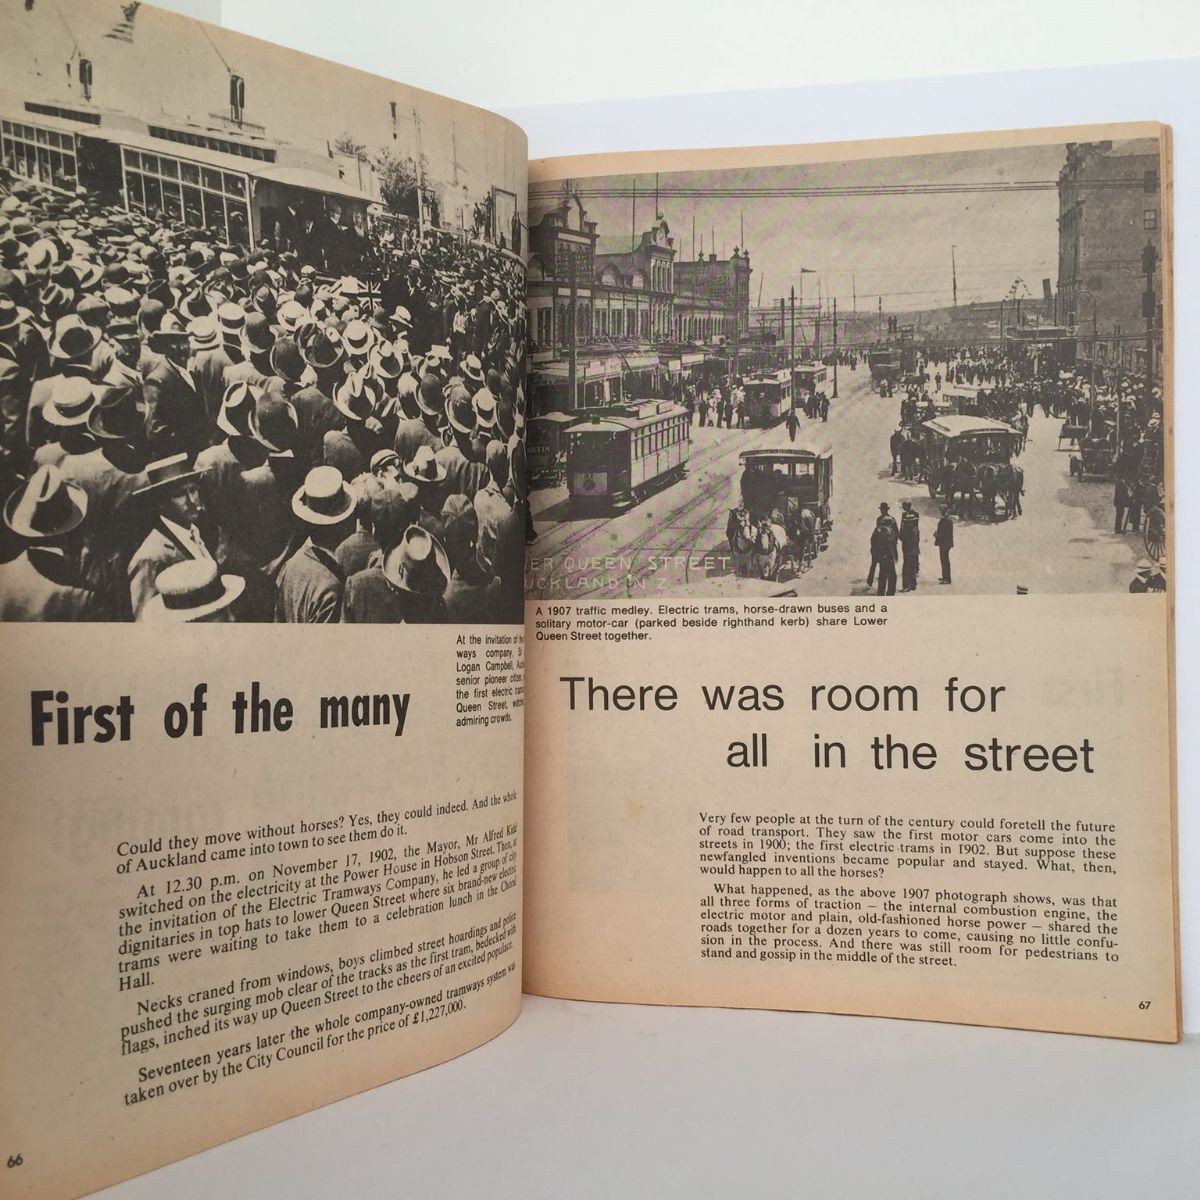 At the invitation of the
ways company, Sir
Logan Campbell,
senior pioneer citizen,
the first electric
Queen Street,
admiring crowds.
First of the many
Could they move without horses? Yes, they could indeed. And the whole
of Auckland came into town to see them do it.
At 12.30 p.m. on November 17, 1902, the Mayor, Mr Alfred Kidd
switched on the electricity at the Power House in Hobson Street. Then, at
the invitation of the Electric Tramways Company, he led a group of city
dignitaries in top hats to lower Queen Street where six brand-new electric
trams were waiting to take them to a celebration lunch in the Choral
Hall.
Necks craned from windows, boys climbed street hoardings and police
pushed the surging mob clear of the tracks as the first tram, bedecked with
flags, inched its way up Queen Street to the cheers of an excited populace.
Seventeen years later the whole company-owned tramways system was
taken over by the City Council for the price of £1,227,000.
66
MARTIN
ER QUEEN STREET
UCKLAND N Z
A 1907 traffic medley. Electric trams, horse-drawn buses and a
solitary motor-car (parked beside righthand kerb) share Lower
Queen Street together.
There was room for
all in the street
Very few people at the turn of the century could foretell the future
of road transport. They saw the first motor cars come into the
streets in 1900; the first electric trams in 1902. But suppose these
newfangled inventions became popular and stayed. What, then,
would happen to all the horses?
What happened, as the above 1907 photograph shows, was that
all three forms of traction — the internal combustion engine, the
electric motor and plain, old-fashioned horse power — shared the
roads together for a dozen years to come, causing no little confu-
sion in the process. And there was still room for pedestrians to
stand and gossip in the middle of the street.
67